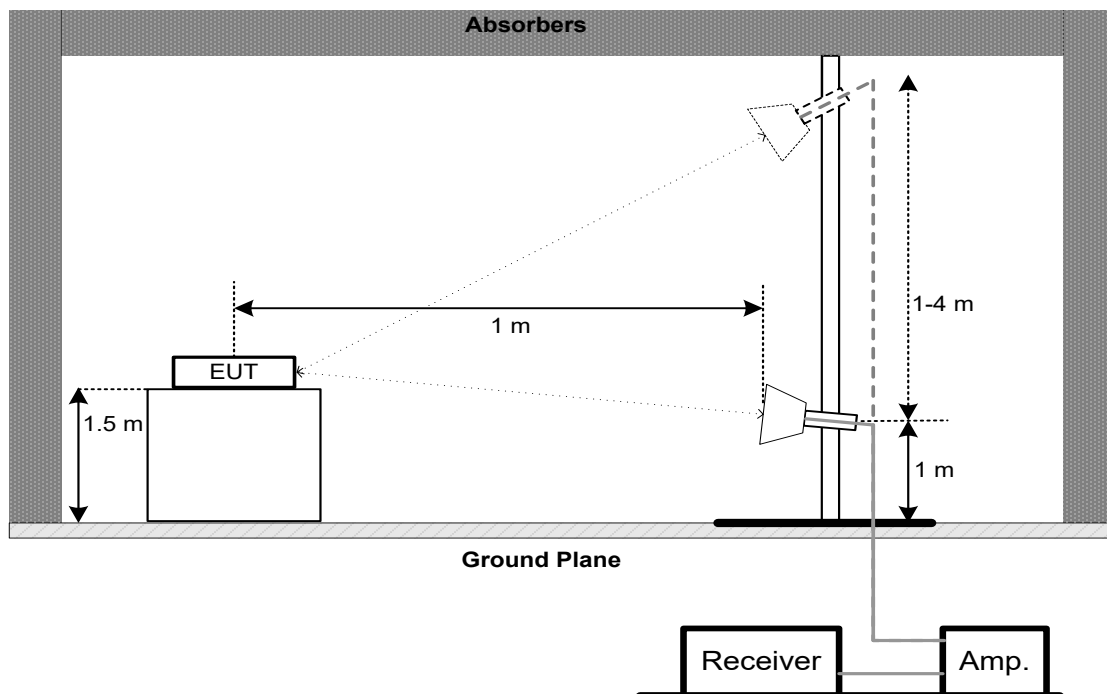 Absorbers
1-4 m
1 m
EUT
1.5 m
1 m
Ground Plane
Receiver
Amp.